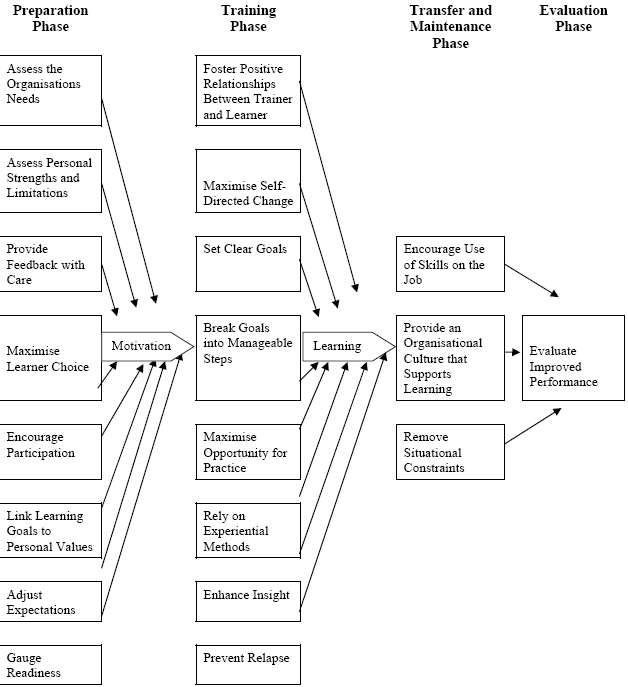 Preparation
Phase
Training
Phase
Transfer and
Maintenance
Phase
Evaluation
Phase
Assess the
Organisations
Needs
Assess Personal
Strengths and
Limitations
Provide
Feedback with
Care
Maximise
Learner Choice
Encourage
Participation
Link Learning
Goals to
Personal Values
Adjust
Expectations
Gauge
Readiness
Motivation
Foster Positive
Relationships
Between Trainer
and Learner
Maximise Self-
Directed Change
Set Clear Goals
Break Goals
into Manageable
Steps
Maximise
Opportunity for
Practice
Rely on
Experiential
Methods
Enhance Insight
Prevent Relapse
Learning
Encourage Use
of Skills on the
Job
Provide an
Organisational
Culture that
Supports
Learning
Remove
Situational
Constraints
Evaluate
Improved
Performance